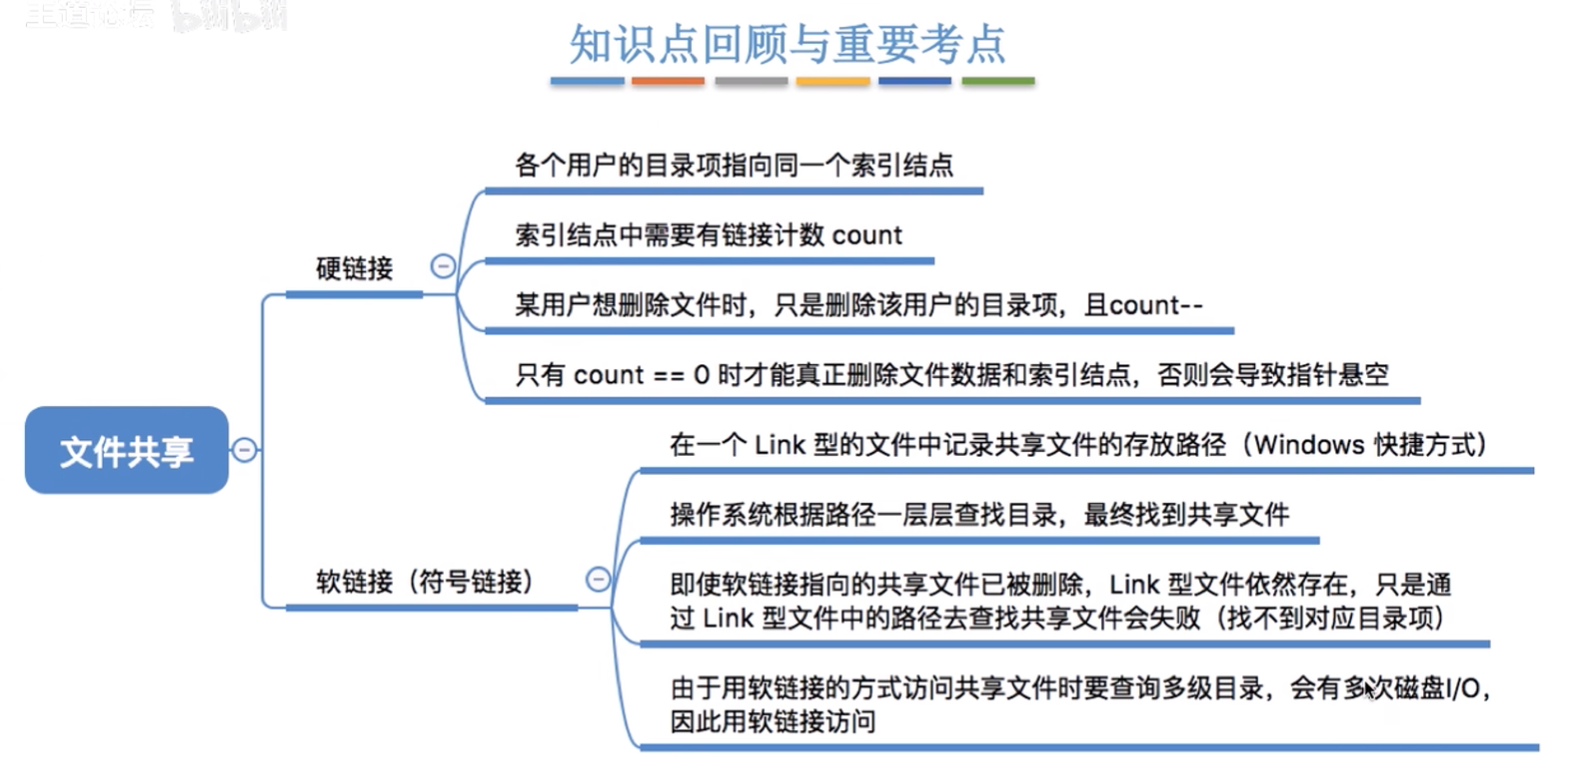 王道论坛 bilibili
知识点回顾与重要考点
各个用户的目录项指向同一个索引结点
索引结点中需要有链接计数 count
硬链接
某用户想删除文件时，只是删除该用户的目录项，且count--
只有 count == 0 时才能真正删除文件数据和索引结点，否则会导致指针悬空
文件共享
在一个 Link 型的文件中记录共享文件的存放路径（Windows 快捷方式）
操作系统根据路径一层层查找目录，最终找到共享文件
软链接（符号链接）
即使软链接指向的共享文件已被删除，Link 型文件依然存在，只是通
过 Link 型文件中的路径去查找共享文件会失败（找不到对应目录项）
由于用软链接的方式访问共享文件时要查询多级目录，会有多次磁盘I/O，
因此用软链接访问